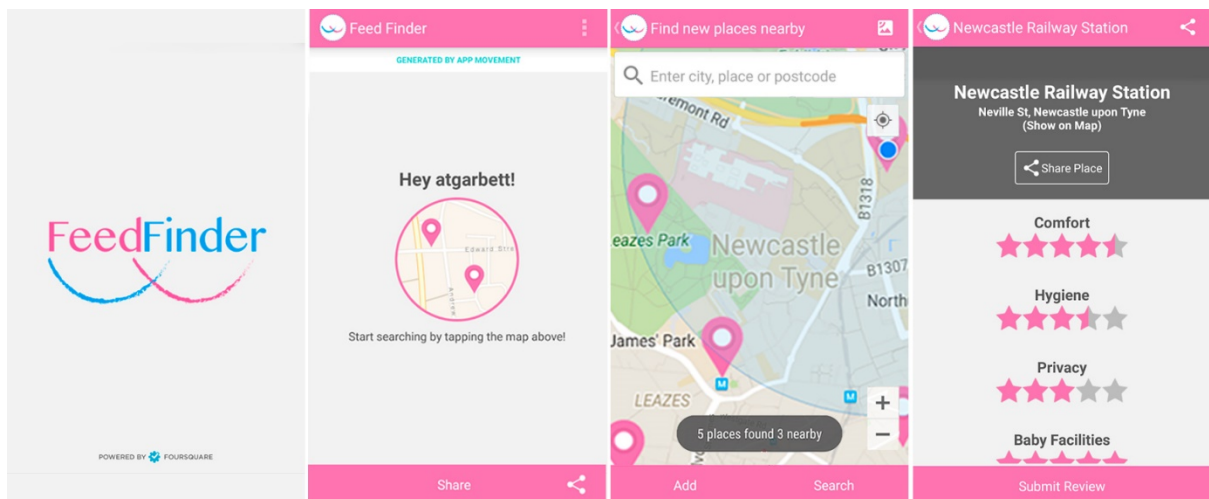 FeedFinder
POWERED BY FOURSQUARE
Feed Finder
GENERATED BY APP MOVEMENT
Hey atgarbett!
Edward Stre
Start searching by tapping the map above!
Share
Find new places nearby
Enter city, place or postcode
remont Rd
B1318
eazes Park
Newcastle
upon Tyne
B1307
North
James' Park
M
M
LEAZES
+
5 places found 3 nearby
−
Add
Search
Newcastle Railway Station
Newcastle Railway Station
Neville St, Newcastle upon Tyne
(Show on Map)
Share Place
Comfort
Hygiene
Privacy
Baby Facilities
Submit Review